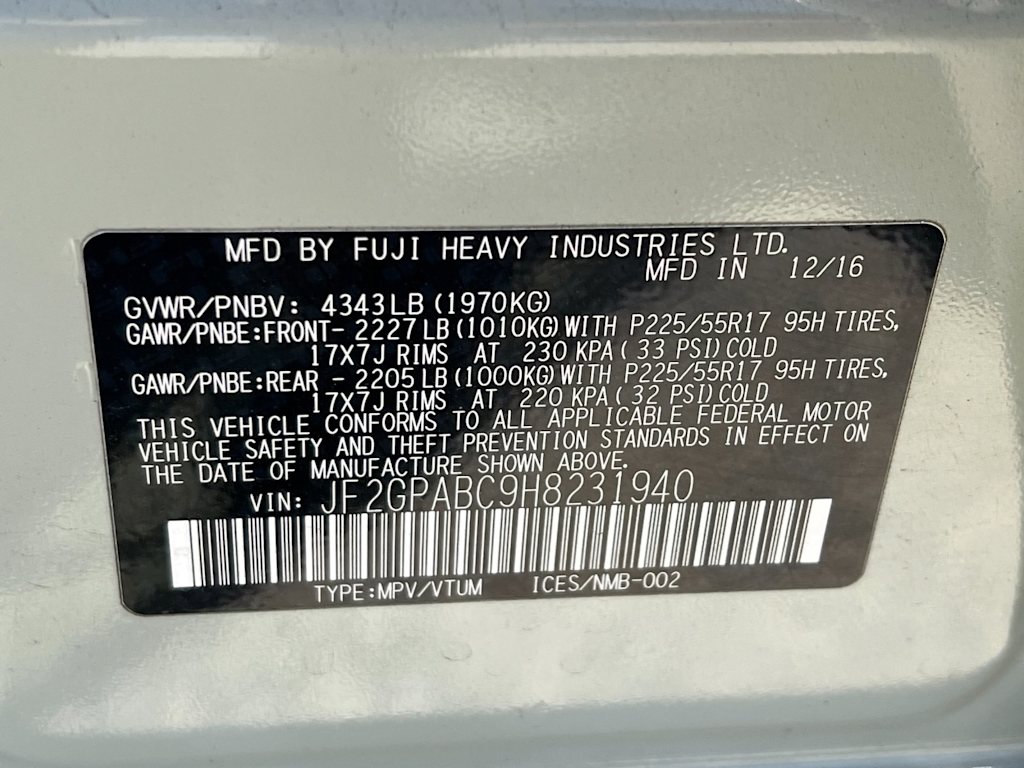 MFD BY FUJI HEAVY INDUSTRIES LTD.
MFD IN 12/16
GVWR/PNBV: 4343LB (1970KG)
GAWR/PNBE:FRONT- 2227LB(1010KG)WITH P225/55R17 95H TIRES,
17X7J RIMS AT 230 KPA( 33 PSI)COLD
GAWR/PNBE:REAR - 2205LB(1000KG)WITH P225/55R17 95H TIRES,
17X7J RIMS AT 220 KPA( 32 PSI)COLD
THIS VEHICLE CONFORMS TO ALL APPLICABLE FEDERAL MOTOR
VEHICLE SAFETY AND THEFT PREVENTION STANDARDS IN EFFECT ON
THE DATE OF MANUFACTURE SHOWN ABOVE.
VIN: JF2GPABC9H8231940
TYPE:MPV/VTUM ICES/NMB-002